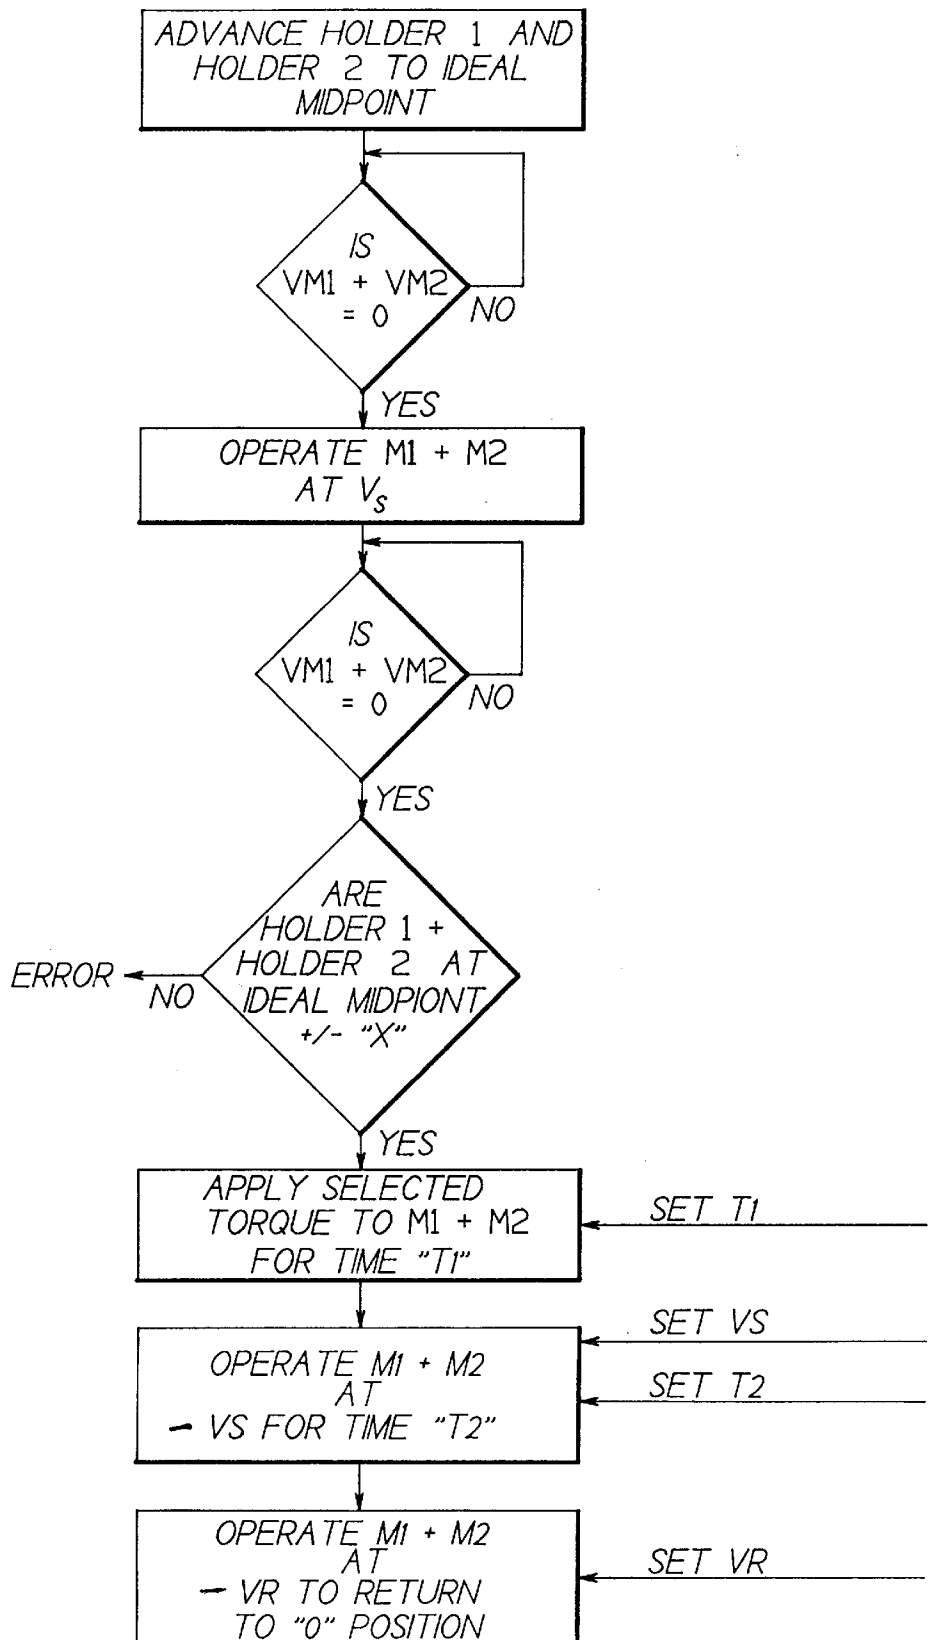 ADVANCE HOLDER 1 AND
HOLDER 2 TO IDEAL
MIDPOINT
IS
VM1 + VM2
= 0
NO
YES
OPERATE M1 + M2
AT Vs
IS
VM1 + VM2
= 0
NO
YES
ARE
HOLDER 1 +
HOLDER 2 AT
IDEAL MIDPIONT
+/- "X"
ERROR
NO
YES
APPLY SELECTED
TORQUE TO M1 + M2
FOR TIME "T1"
SET T1
OPERATE M1 + M2
AT
- VS FOR TIME "T2"
SET VS
SET T2
OPERATE M1 + M2
AT
- VR TO RETURN
TO "0" POSITION
SET VR